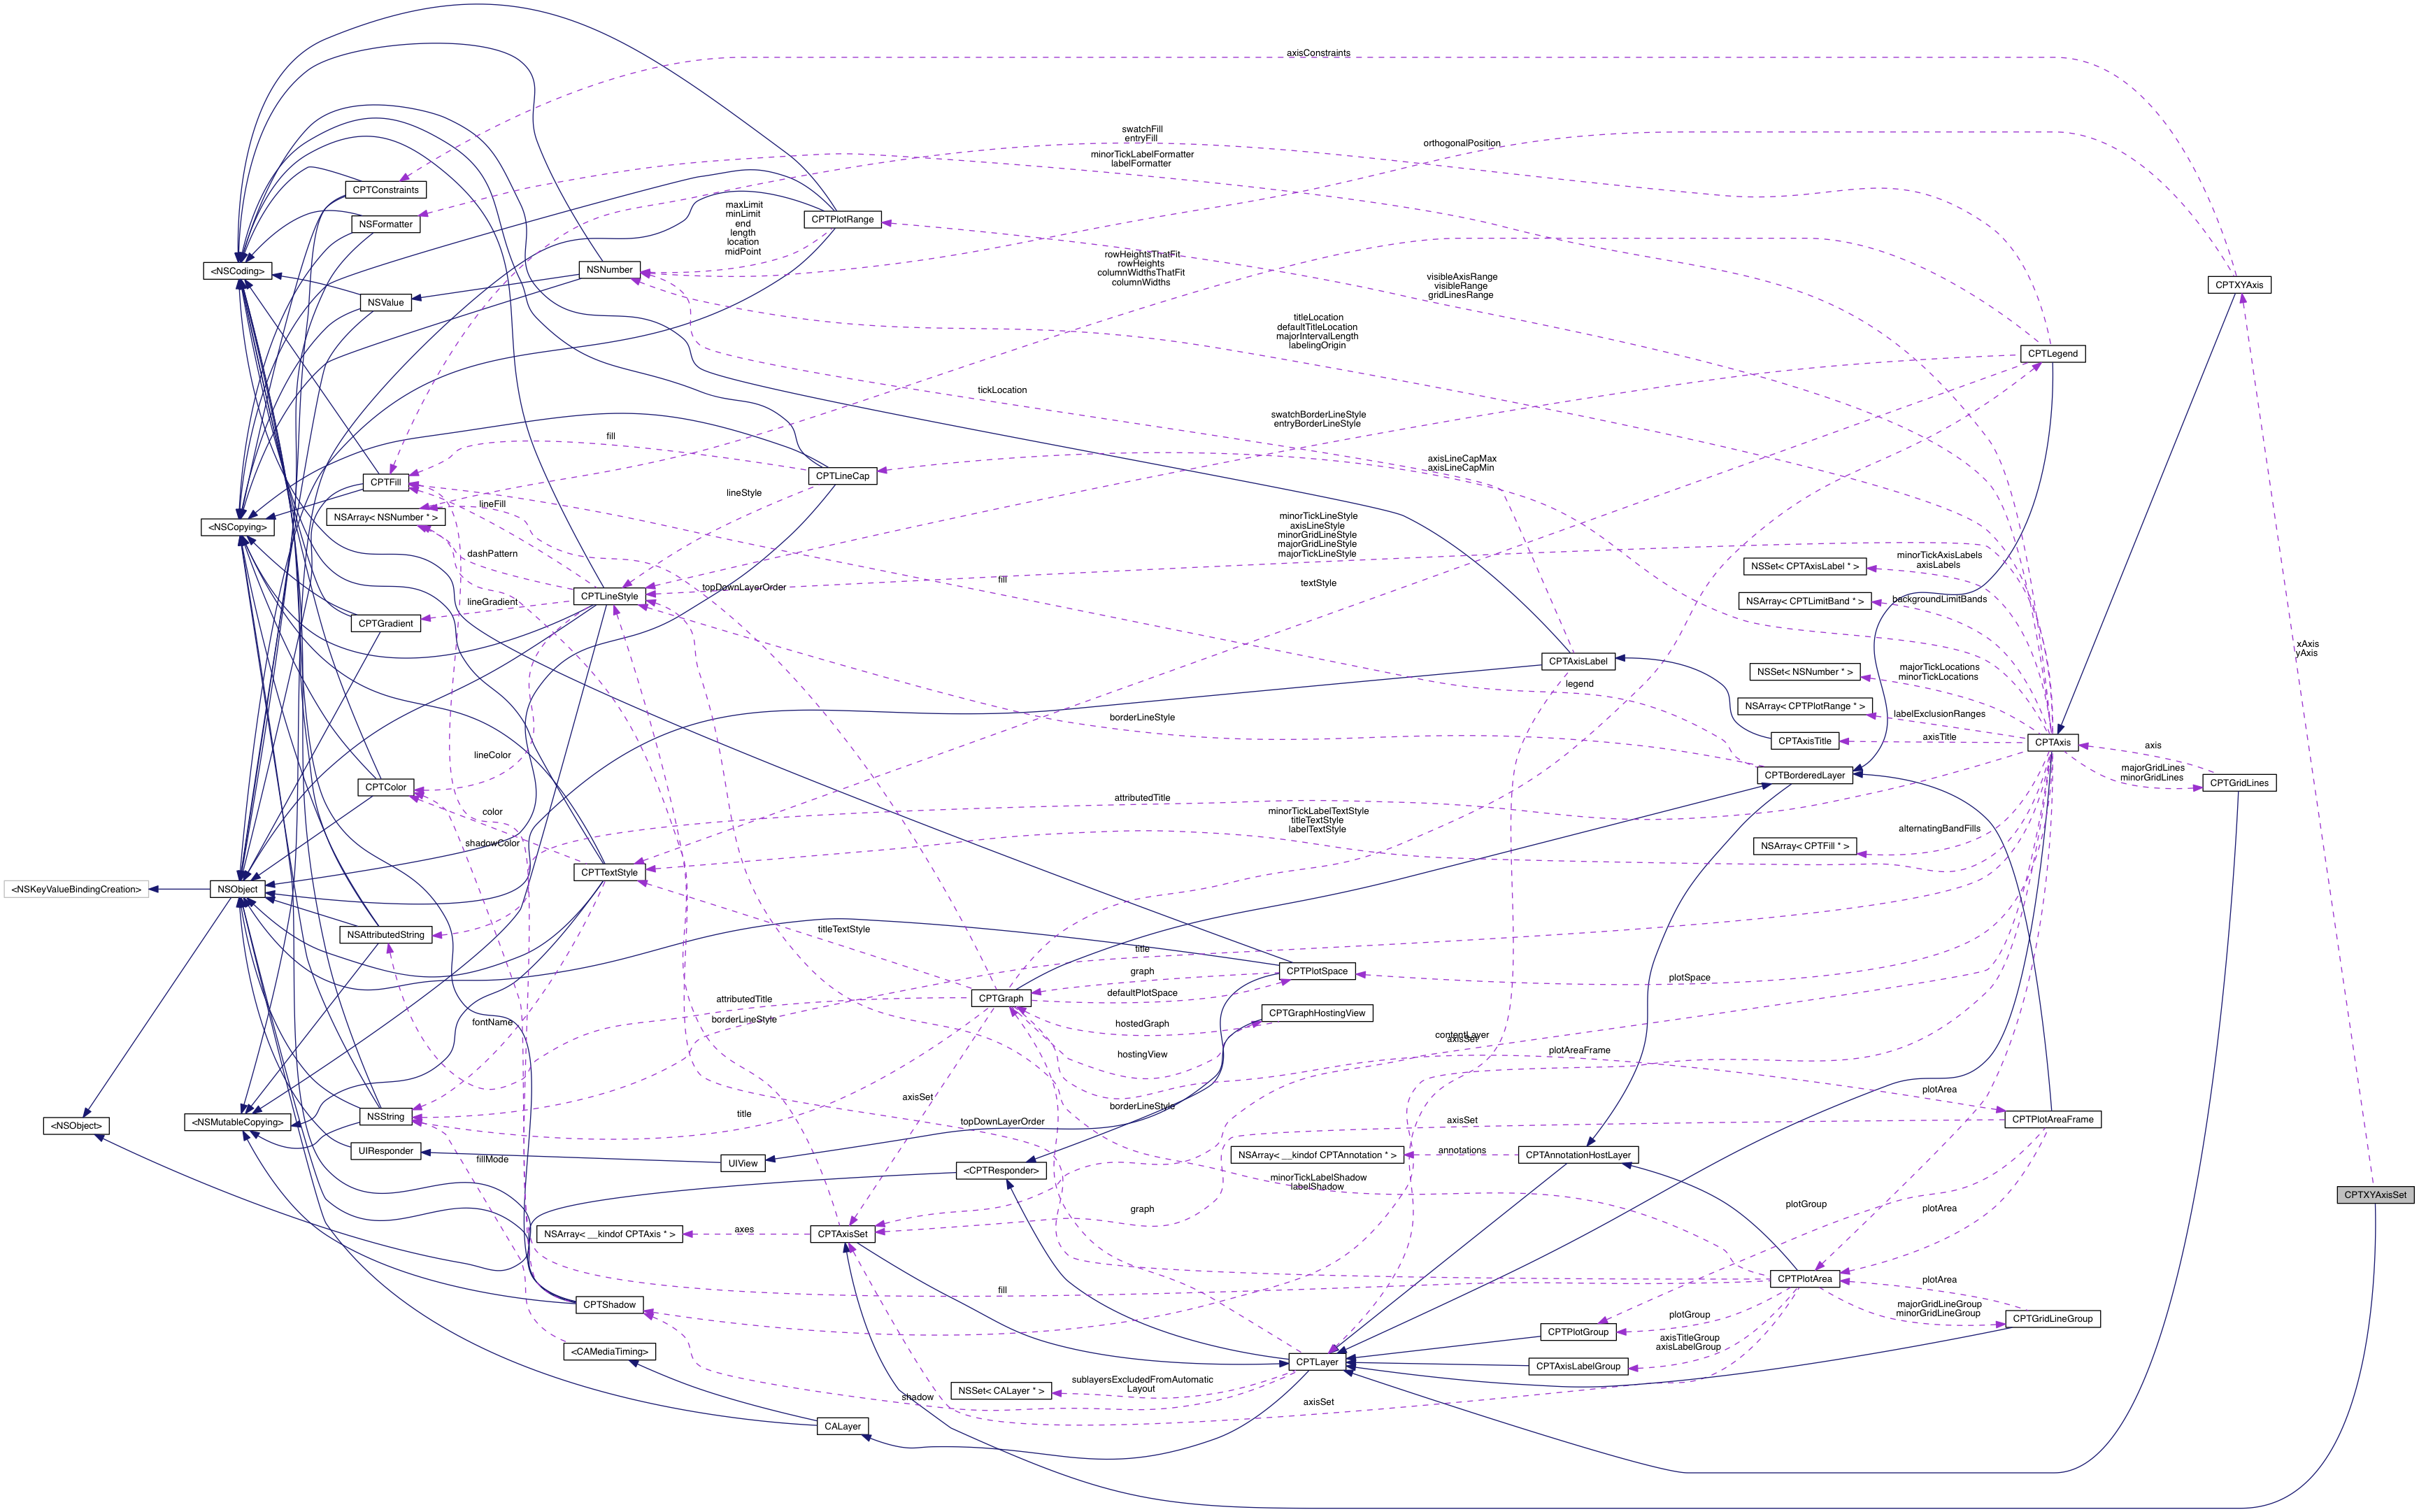 axisConstraints
swatchFill
entryFill
orthogonalPosition
minorTickLabelFormatter
labelFormatter
CPTConstraints
NSFormatter
CPTPlotRange
maxLimit
minLimit
end
length
location
midPoint
<NSCoding>
NSNumber
rowHeightsThatFit
rowHeights
columnWidthsThatFit
columnWidths
visibleAxisRange
visibleRange
gridLinesRange
CPTXYAxis
NSValue
titleLocation
defaultTitleLocation
majorIntervalLength
labelingOrigin
CPTLegend
tickLocation
swatchBorderLineStyle
entryBorderLineStyle
fill
axisLineCapMax
axisLineCapMin
CPTLineCap
CPTFill
lineStyle
lineFill
NSArray< NSNumber * >
<NSCopying>
minorTickLineStyle
axisLineStyle
minorGridLineStyle
majorGridLineStyle
majorTickLineStyle
dashPattern
minorTickAxisLabels
axisLabels
NSSet< CPTAxisLabel * >
fill
textStyle
topDownLayerOrder
CPTLineStyle
lineGradient
NSArray< CPTLimitBand * >
backgroundLimitBands
CPTGradient
xAxis
yAxis
CPTAxisLabel
NSSet< NSNumber * >
majorTickLocations
minorTickLocations
legend
NSArray< CPTPlotRange * >
labelExclusionRanges
borderLineStyle
CPTAxisTitle
axisTitle
CPTAxis
axis
lineColor
CPTBorderedLayer
majorGridLines
minorGridLines
CPTGridLines
CPTColor
attributedTitle
color
minorTickLabelTextStyle
titleTextStyle
labelTextStyle
alternatingBandFills
shadowColor
NSArray< CPTFill * >
CPTTextStyle
<NSKeyValueBindingCreation>
NSObject
NSAttributedString
titleTextStyle
title
graph
CPTPlotSpace
plotSpace
defaultPlotSpace
CPTGraph
attributedTitle
CPTGraphHostingView
fontName
borderLineStyle
hostedGraph
contentLayer
axisSet
hostingView
plotAreaFrame
plotArea
axisSet
borderLineStyle
title
<NSObject>
<NSMutableCopying>
NSString
topDownLayerOrder
axisSet
CPTPlotAreaFrame
UIResponder
fillMode
UIView
<CPTResponder>
NSArray< __kindof CPTAnnotation * >
annotations
CPTAnnotationHostLayer
minorTickLabelShadow
labelShadow
CPTXYAxisSet
plotGroup
plotArea
graph
NSArray< __kindof CPTAxis * >
axes
CPTAxisSet
CPTPlotArea
plotArea
fill
CPTShadow
majorGridLineGroup
minorGridLineGroup
CPTGridLineGroup
plotGroup
CPTPlotGroup
<CAMediaTiming>
axisTitleGroup
axisLabelGroup
CPTLayer
CPTAxisLabelGroup
sublayersExcludedFromAutomatic
Layout
NSSet< CALayer * >
shadow
axisSet
CALayer